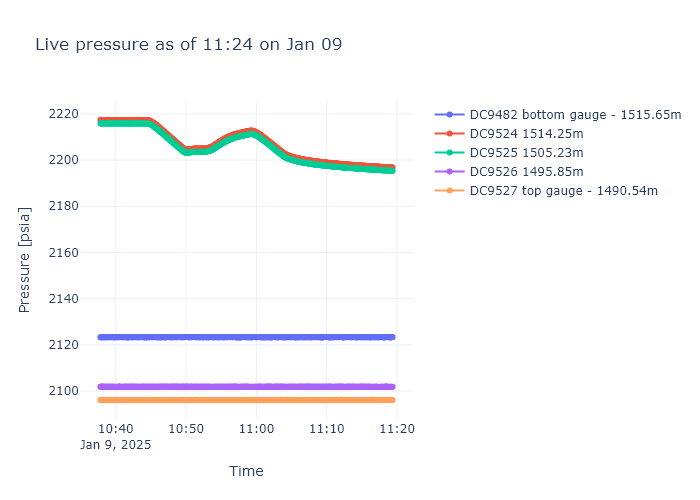 Live pressure as of 11:24 on Jan 09
DC9482 bottom gauge - 1515.65m
DC9524 1514.25m
DC9525 1505.23m
DC9526 1495.85m
DC9527 top gauge - 1490.54m
Pressure [psia]
2220
2200
2180
2160
2140
2120
2100
10:40 10:50 11:00 11:10 11:20
Jan 9, 2025
Time